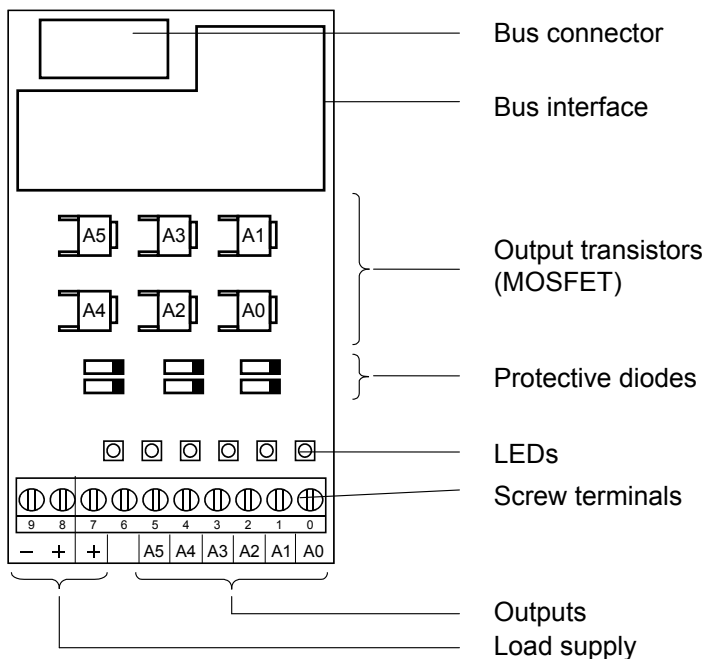 Bus connector
Bus interface
A5 A3 A1
Output transistors
(MOSFET)
A4 A2 A0
Protective diodes
LEDs
Screw terminals
9 8 7 6 5 4 3 2 1 0
– + + A5 A4 A3 A2 A1 A0
Outputs
Load supply